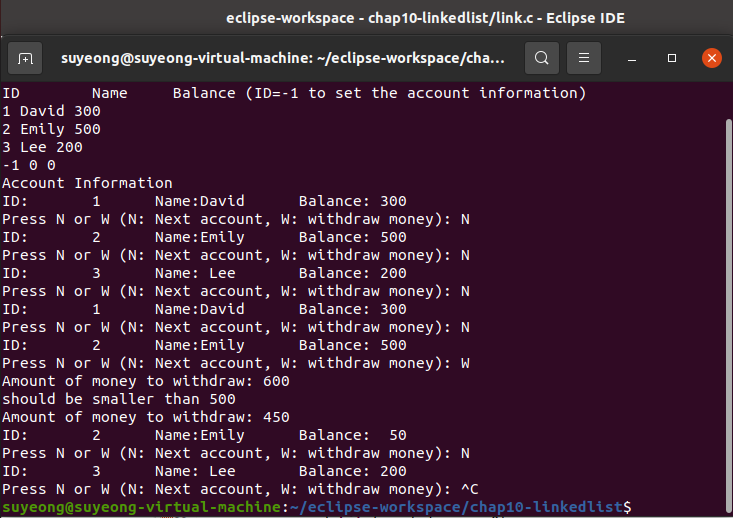 eclipse-workspace - chap10-linkedlist/link.c - Eclipse IDE
suyeong@suyeong-virtual-machine: ~/eclipse-workspace/cha...
ID        Name     Balance (ID=-1 to set the account information)
1 David 300
2 Emily 500
3 Lee 200
-1 0 0
Account Information
ID:       1      Name:David      Balance: 300
Press N or W (N: Next account, W: withdraw money): N
ID:       2      Name:Emily      Balance: 500
Press N or W (N: Next account, W: withdraw money): N
ID:       3      Name: Lee       Balance: 200
Press N or W (N: Next account, W: withdraw money): N
ID:       1      Name:David      Balance: 300
Press N or W (N: Next account, W: withdraw money): N
ID:       2      Name:Emily      Balance: 500
Press N or W (N: Next account, W: withdraw money): W
Amount of money to withdraw: 600
should be smaller than 500
Amount of money to withdraw: 450
ID:       2      Name:Emily      Balance:  50
Press N or W (N: Next account, W: withdraw money): N
ID:       3      Name: Lee       Balance: 200
Press N or W (N: Next account, W: withdraw money): ^C
suyeong@suyeong-virtual-machine:~/eclipse-workspace/chap10-linkedlist$